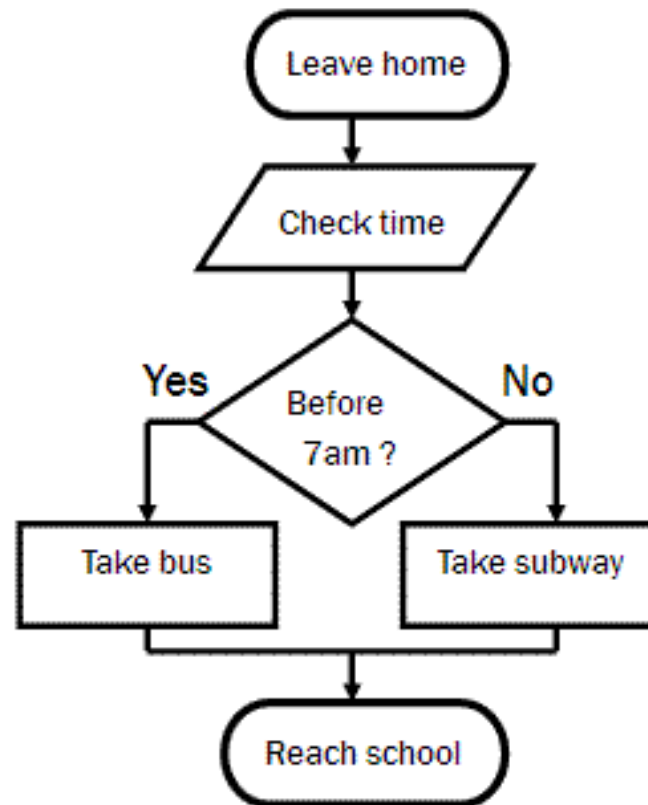 Leave home
Check time
Yes
No
Before
7am ?
Take bus
Take subway
Reach school